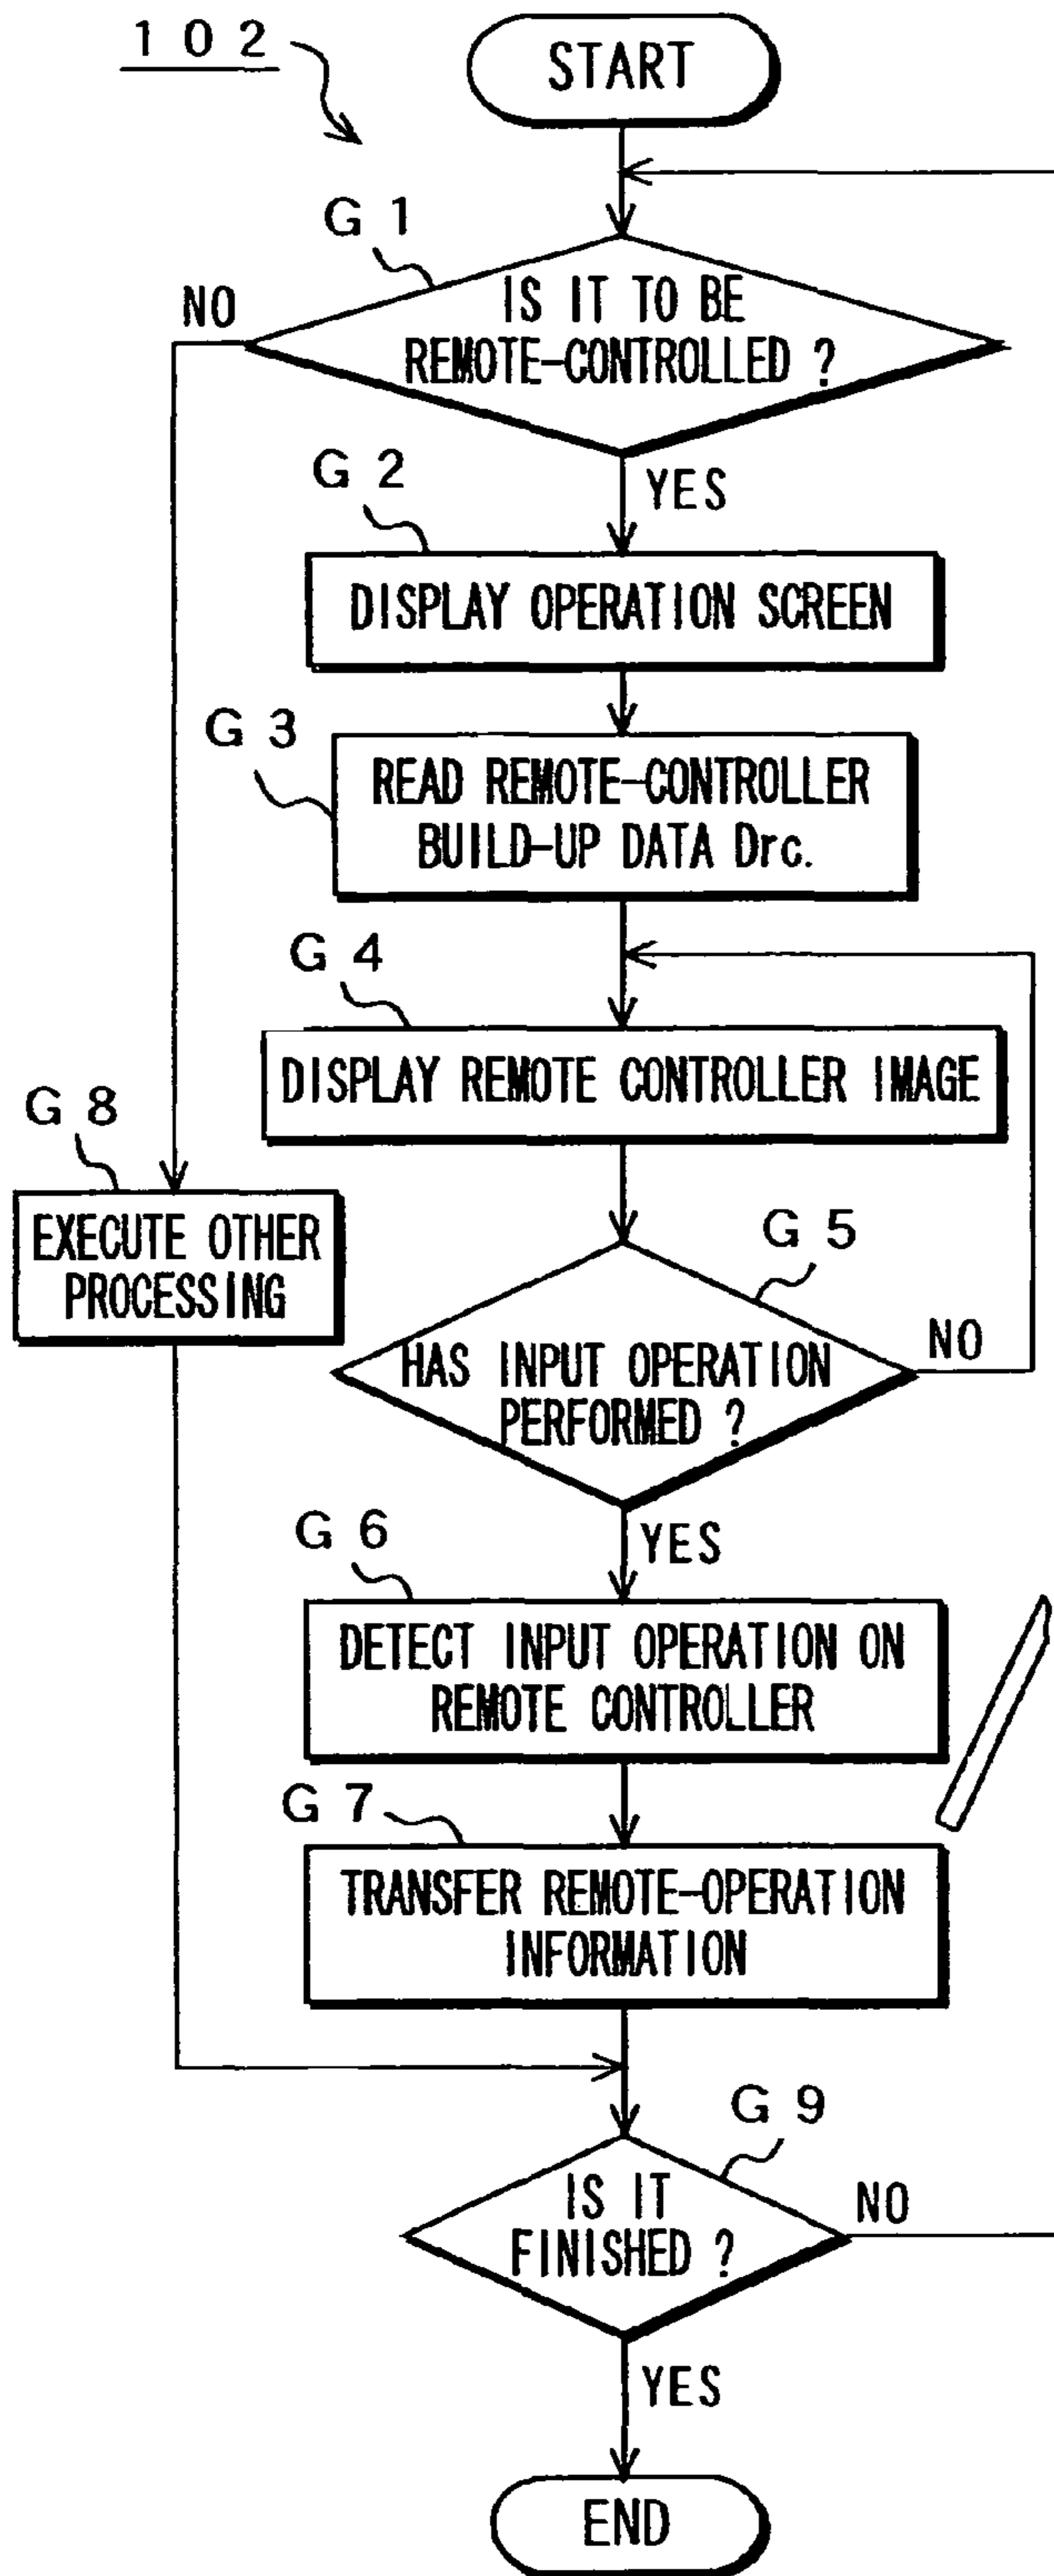 102
START
G1
IS IT TO BE
REMOTE-CONTROLLED ?
NO
YES
G2
DISPLAY OPERATION SCREEN
G3
READ REMOTE-CONTROLLER
BUILD-UP DATA Drc.
G4
DISPLAY REMOTE CONTROLLER IMAGE
G8
EXECUTE OTHER
PROCESSING
G5
HAS INPUT OPERATION
PERFORMED ?
NO
YES
G6
DETECT INPUT OPERATION ON
REMOTE CONTROLLER
G7
TRANSFER REMOTE-OPERATION
INFORMATION
G9
IS IT
FINISHED ?
NO
YES
END